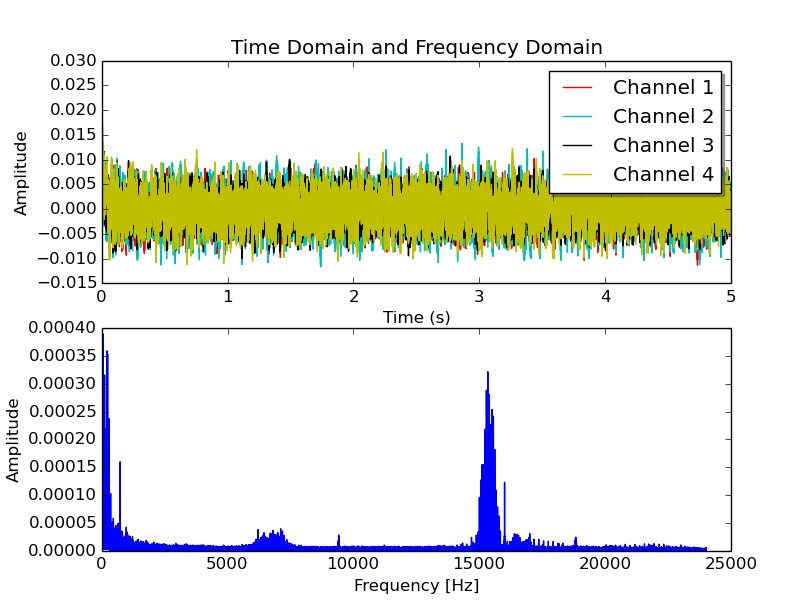 Time Domain and Frequency Domain
0.030
0.025
0.020
0.015
0.010
0.005
0.000
−0.005
−0.010
−0.015
Amplitude
Channel 1
Channel 2
Channel 3
Channel 4
0 1 2 3 4 5
Time (s)
0.00040
0.00035
0.00030
0.00025
0.00020
0.00015
0.00010
0.00005
0.00000
Amplitude
0 5000 10000 15000 20000 25000
Frequency [Hz]